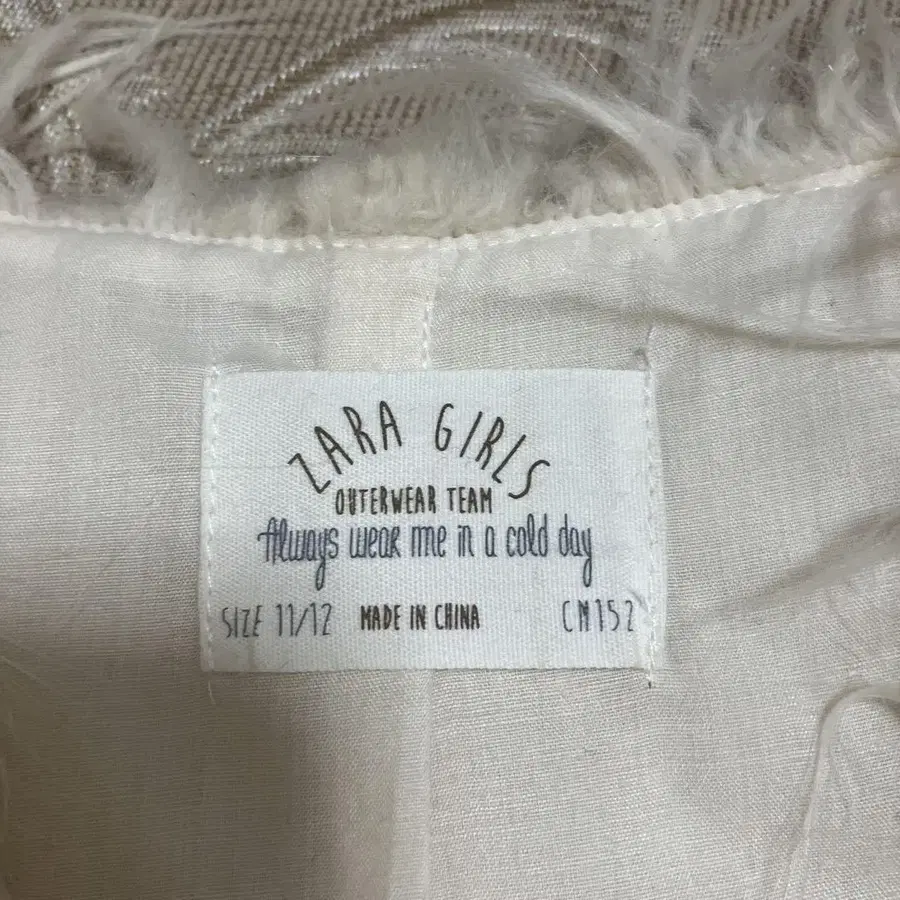 ZARA GIRLS
OUTERWEAR TEAM
Always wear me in a cold day
SIZE 11/12 MADE IN CHINA CM152